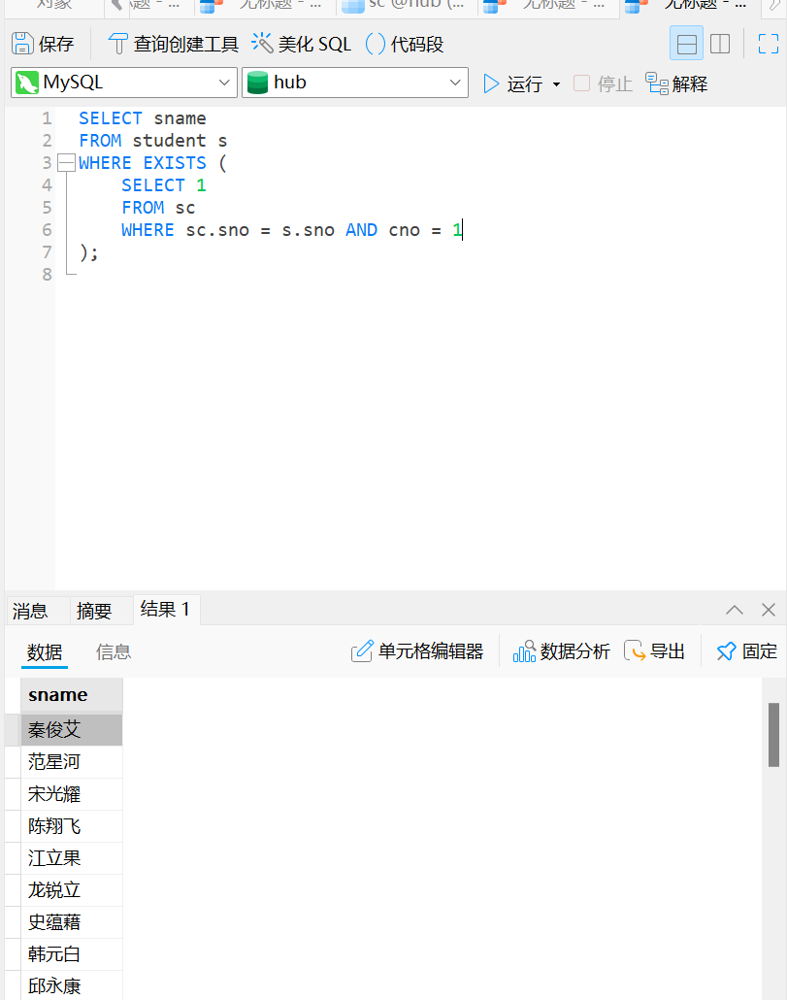 对象
题 - ...
无标题 - ...
sc @hub (...
无标题 - ...
无标题 - ...
保存 查询创建工具 美化 SQL () 代码段
MySQL hub 运行 停止 解释
1 SELECT sname
2 FROM student s
3 WHERE EXISTS (
4 SELECT 1
5 FROM sc
6 WHERE sc.sno = s.sno AND cno = 1
7 );
8
消息 摘要 结果 1
数据 信息 单元格编辑器 数据分析 导出 固定
sname
秦俊艾
范星河
宋光耀
陈翔飞
江立果
龙锐立
史蕴藉
韩元白
邱永康